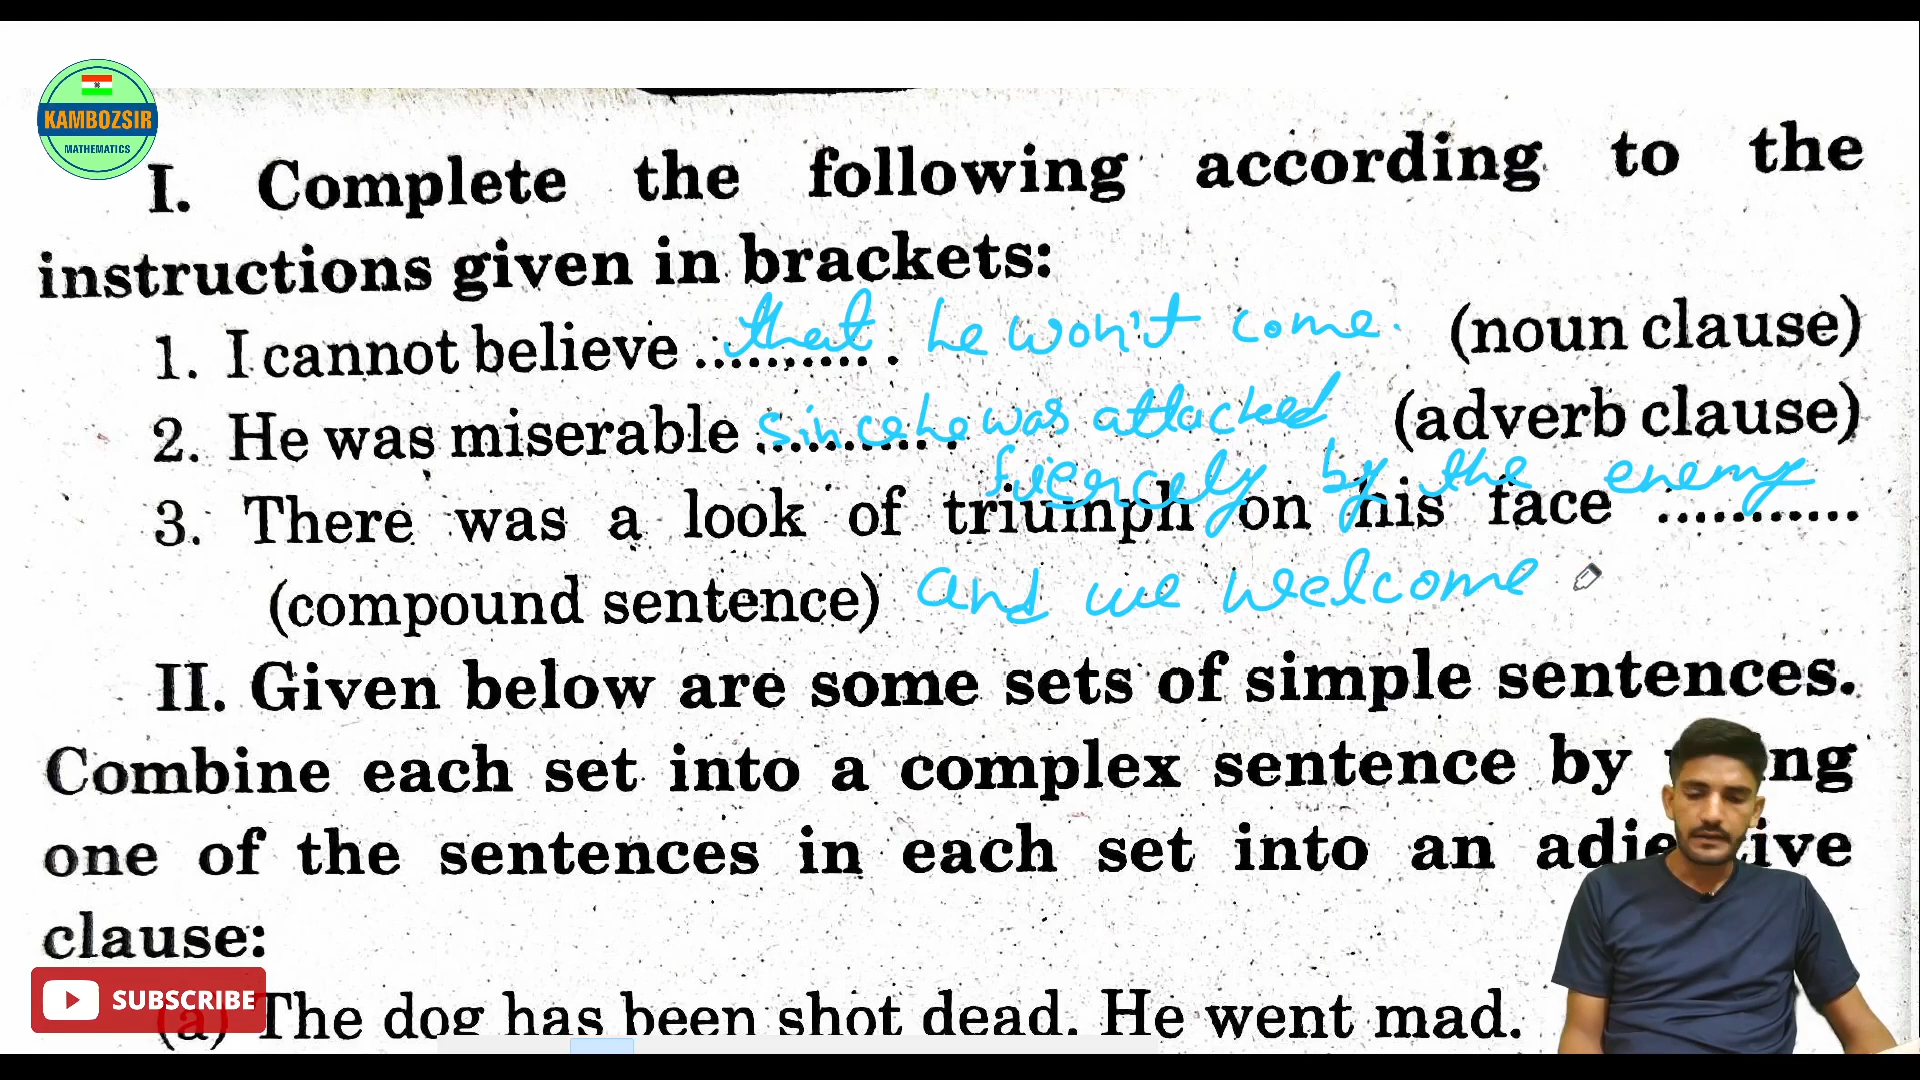 KAMBOZSIR
MATHEMATICS
I. Complete the following according to the
instructions given in brackets:
1. I cannot believe .......... . that he won't come. (noun clause)
2. He was miserable ........... since he was attacked (adverb clause)
fiercely by the enemy
3. There was a look of triumph on his face ...........
(compound sentence) and we welcome
II. Given below are some sets of simple sentences.
Combine each set into a complex sentence by ing
one of the sentences in each set into an adje tive
clause:
SUBSCRIBE
(a) The dog has been shot dead. He went mad.